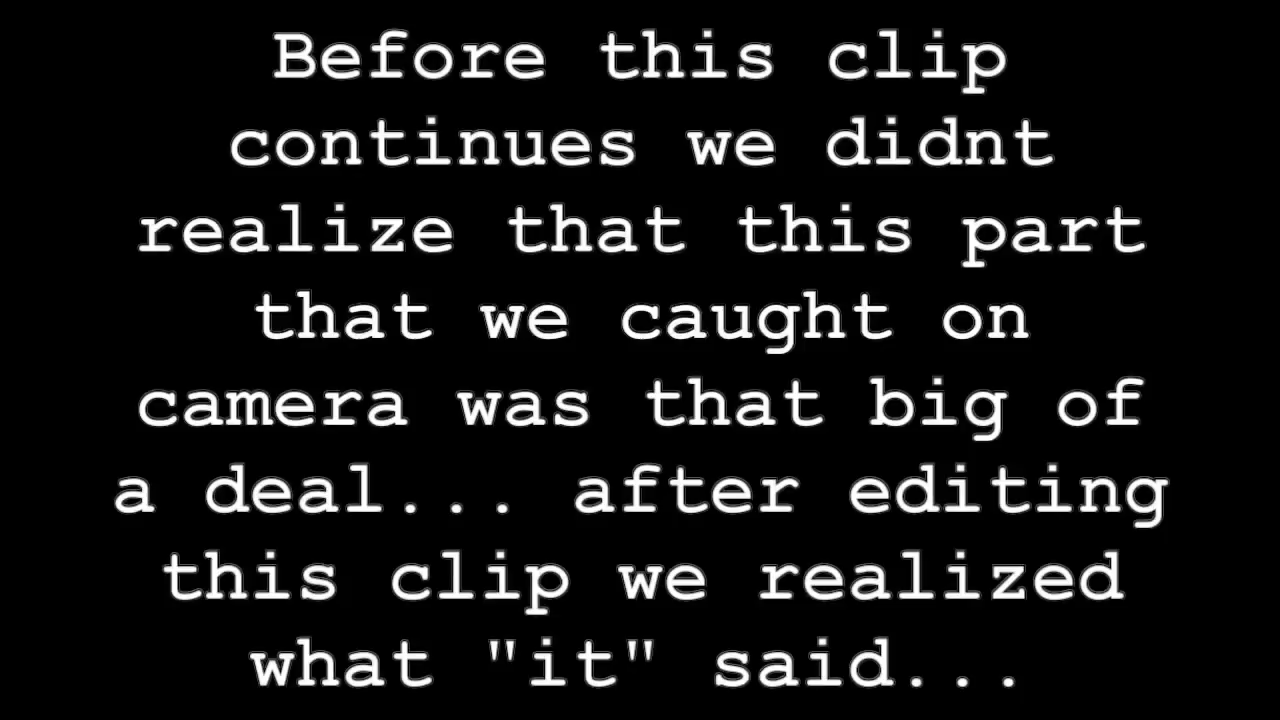 Before this clip
continues we didnt
realize that this part
that we caught on
camera was that big of
a deal... after editing
this clip we realized
what "it" said...